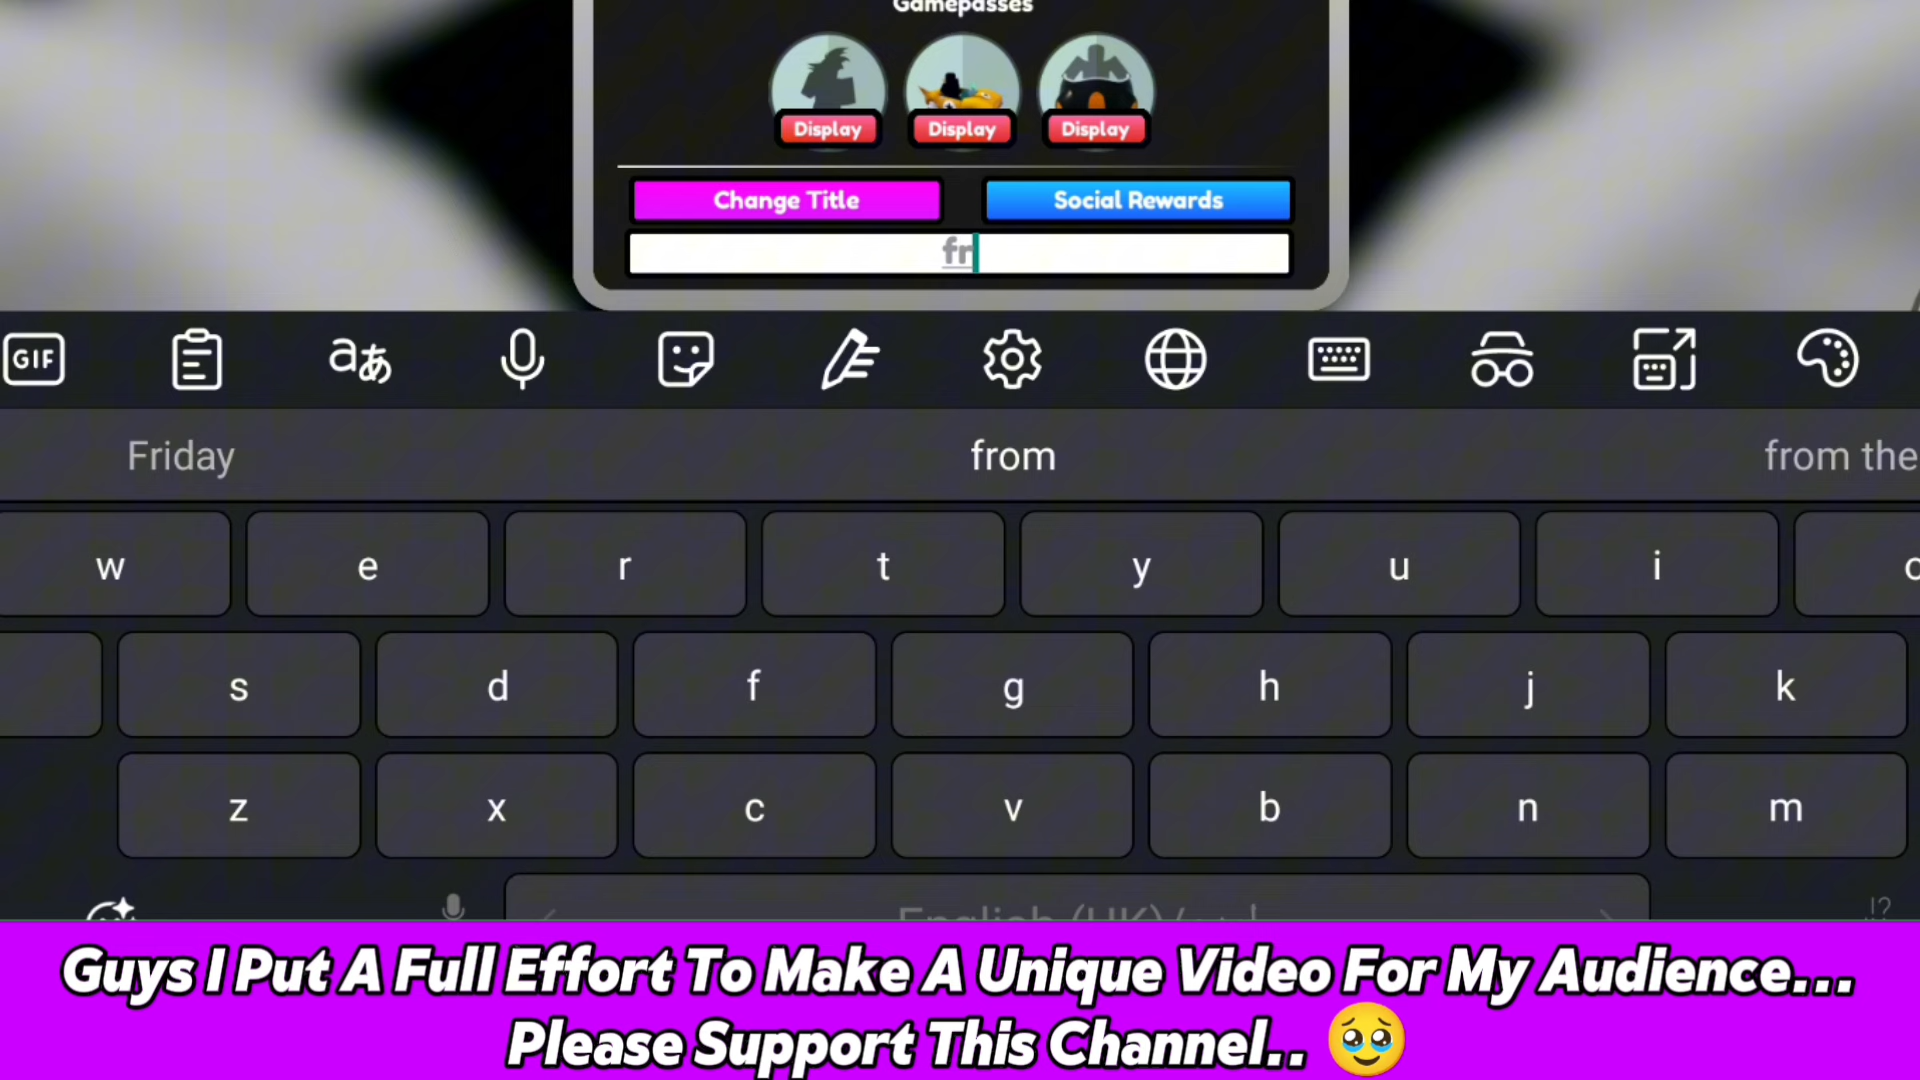 Gamepasses
Display Display Display
Change Title Social Rewards
fr
GIF
aあ
Friday from from the
w e r t y u i
s d f g h j k
z x c v b n m
!?
Guys I Put A Full Effort To Make A Unique Video For My Audience...
Please Support This Channel.. 🥹